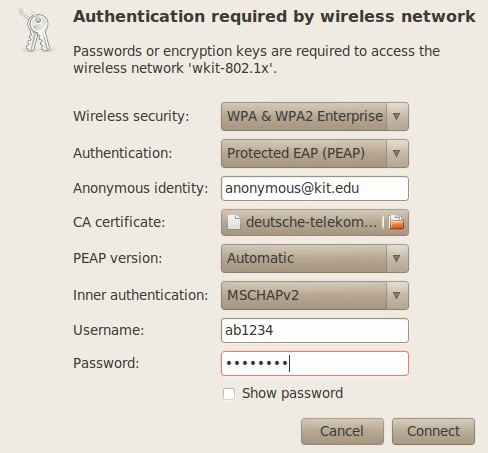 Authentication required by wireless network
Passwords or encryption keys are required to access the
wireless network 'wkit-802.1x'.
Wireless security: WPA & WPA2 Enterprise
Authentication: Protected EAP (PEAP)
Anonymous identity: anonymous@kit.edu
CA certificate: deutsche-telekom...
PEAP version: Automatic
Inner authentication: MSCHAPv2
Username: ab1234
Password: ••••••••
Show password
Cancel Connect